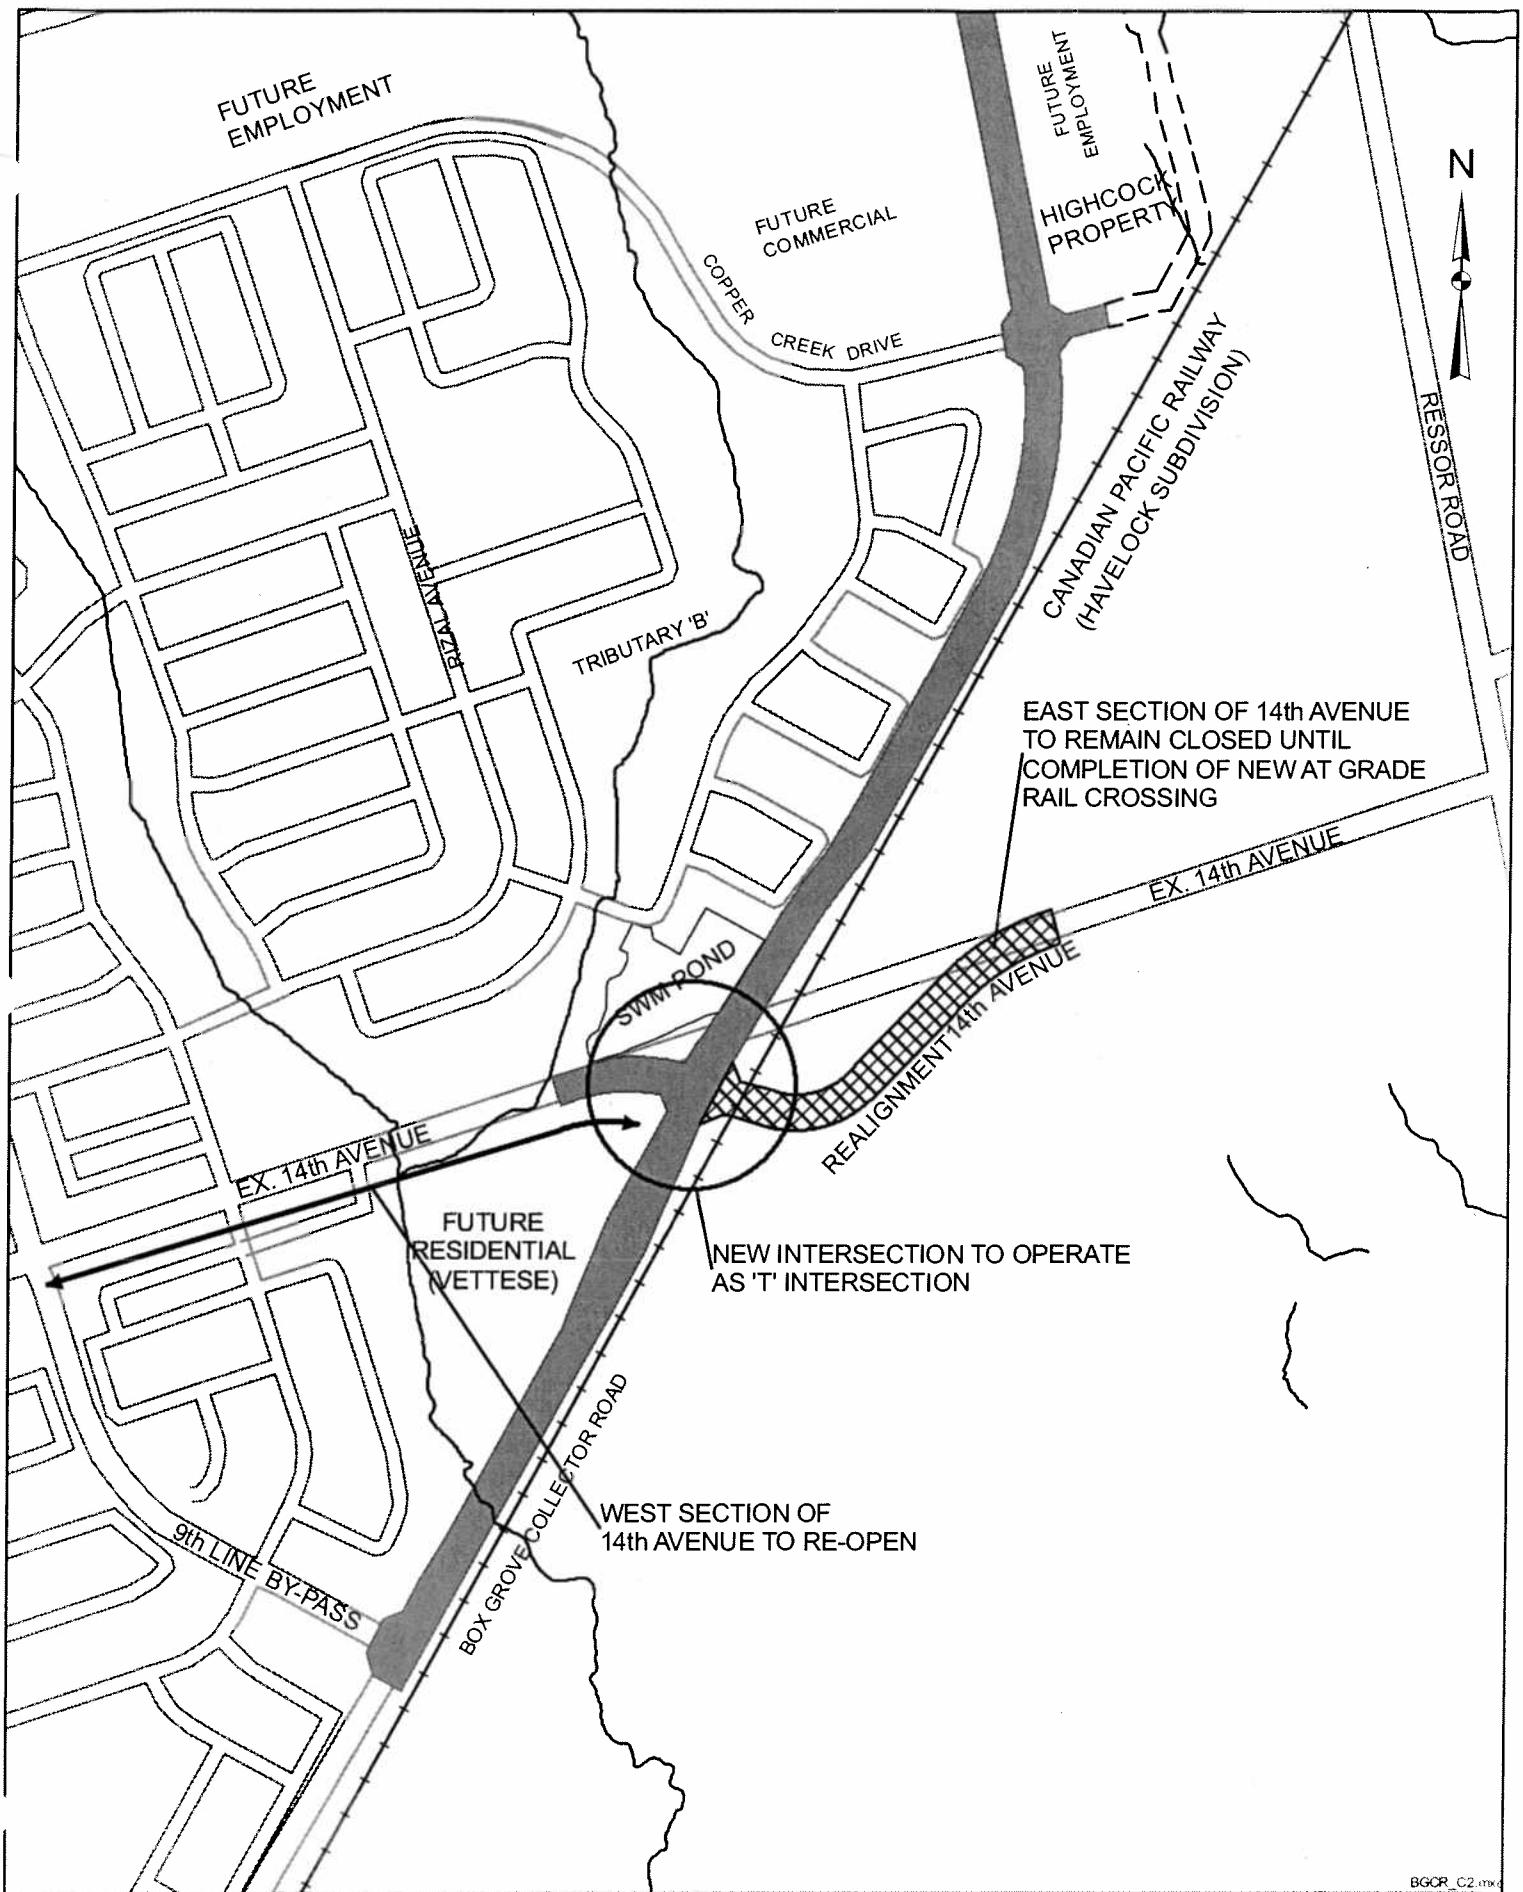 FUTURE
EMPLOYMENT
FUTURE
EMPLOYMENT
N
HIGHCOCK
PROPERTY
FUTURE
COMMERCIAL
COPPER
CREEK DRIVE
CANADIAN PACIFIC RAILWAY
(HAVELOCK SUBDIVISION)
RESSOR ROAD
RIZAL AVENUE
TRIBUTARY 'B'
EAST SECTION OF 14th AVENUE
TO REMAIN CLOSED UNTIL
COMPLETION OF NEW AT GRADE
RAIL CROSSING
EX. 14th AVENUE
SWM POND
REALIGNMENT 14th AVENUE
EX. 14th AVENUE
FUTURE
RESIDENTIAL
(VETTESE)
NEW INTERSECTION TO OPERATE
AS 'T' INTERSECTION
WEST SECTION OF
14th AVENUE TO RE-OPEN
BOX GROVE COLLECTOR ROAD
9th LINE BY-PASS
BGCR_C2.mxd